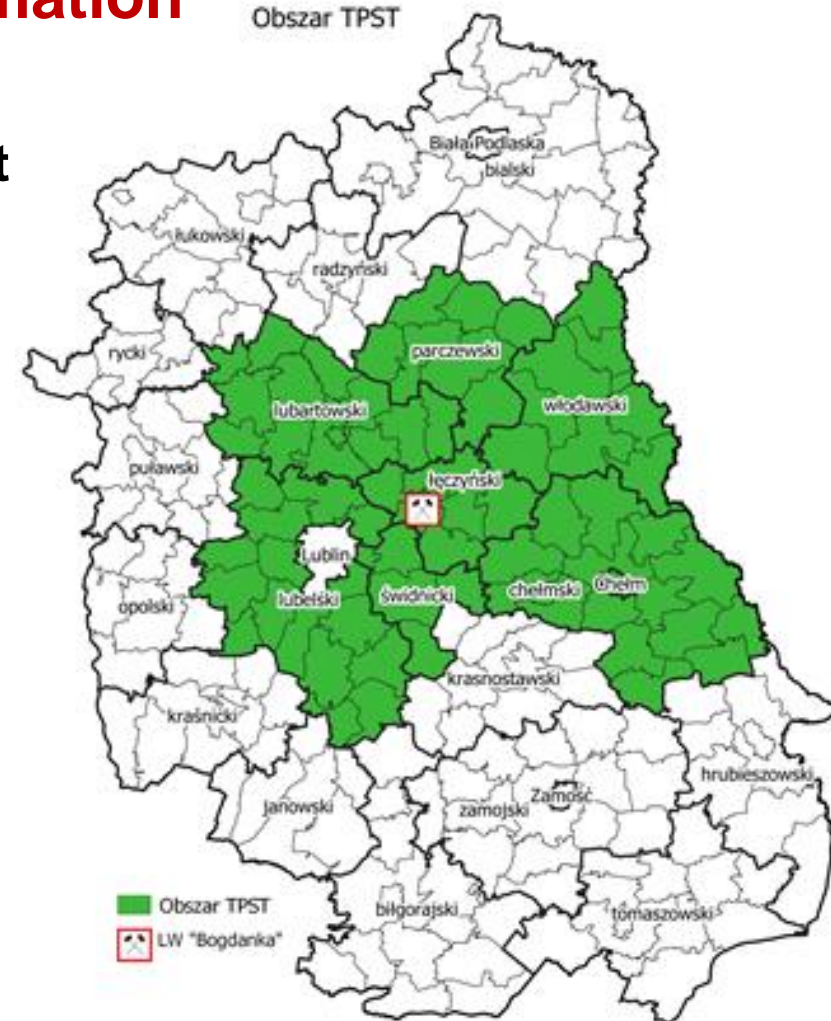 nation
Obszar TPST
t
Biała Podlaska
bialski
łukowski
radzyński
rycki
parczewski
lubartowski
włodawski
puławski
łęczyński
Lublin
opolski
lubelski
świdnicki
chełmski
Chełm
krasnostawski
kraśnicki
hrubieszowski
janowski
zamojski
Zamość
biłgorajski
tomaszowski
Obszar TPST
LW "Bogdanka"